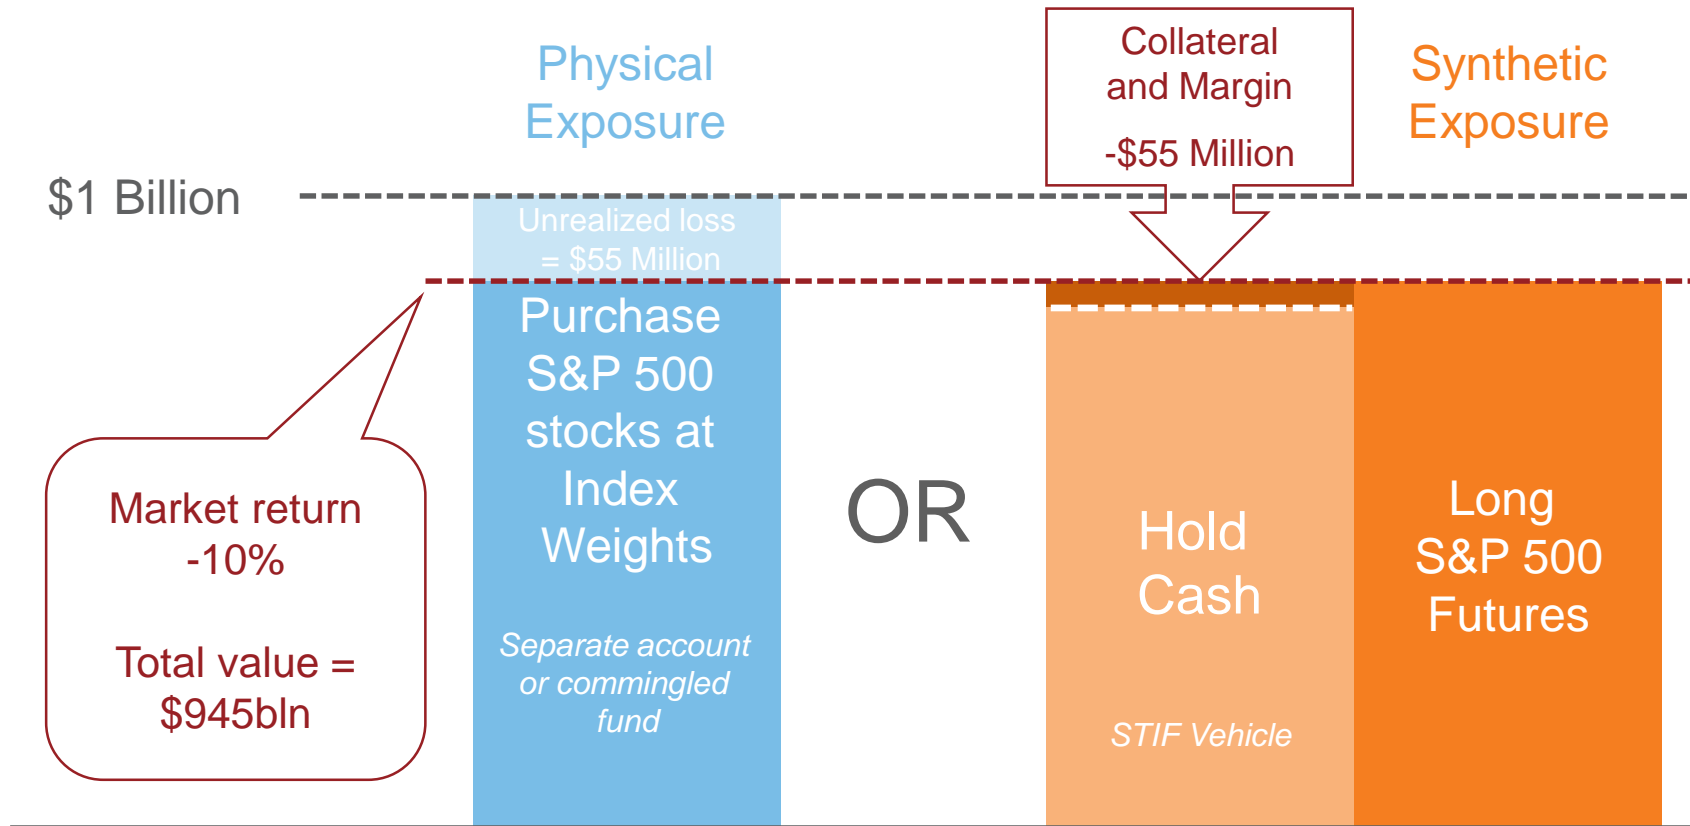 Physical
Exposure
Collateral
and Margin
-$55 Million
Synthetic
Exposure
$1 Billion
Unrealized loss
= $55 Million
Purchase
S&P 500
stocks at
Index
Weights
Separate account
or commingled
fund
Market return
-10%
Total value =
$945bln
OR
Hold
Cash
STIF Vehicle
Long
S&P 500
Futures